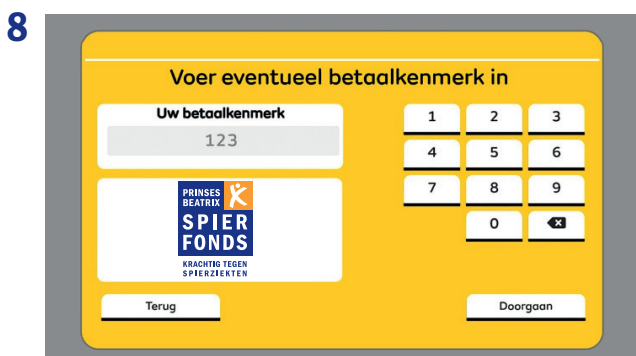 8
Voer eventueel betaalkenmerk in
Uw betaalkenmerk
123
PRINSES
BEATRIX
SPIER
FONDS
KRACHTIG TEGEN
SPIERZIEKTEN
1 2 3
4 5 6
7 8 9
0
Terug
Doorgaan